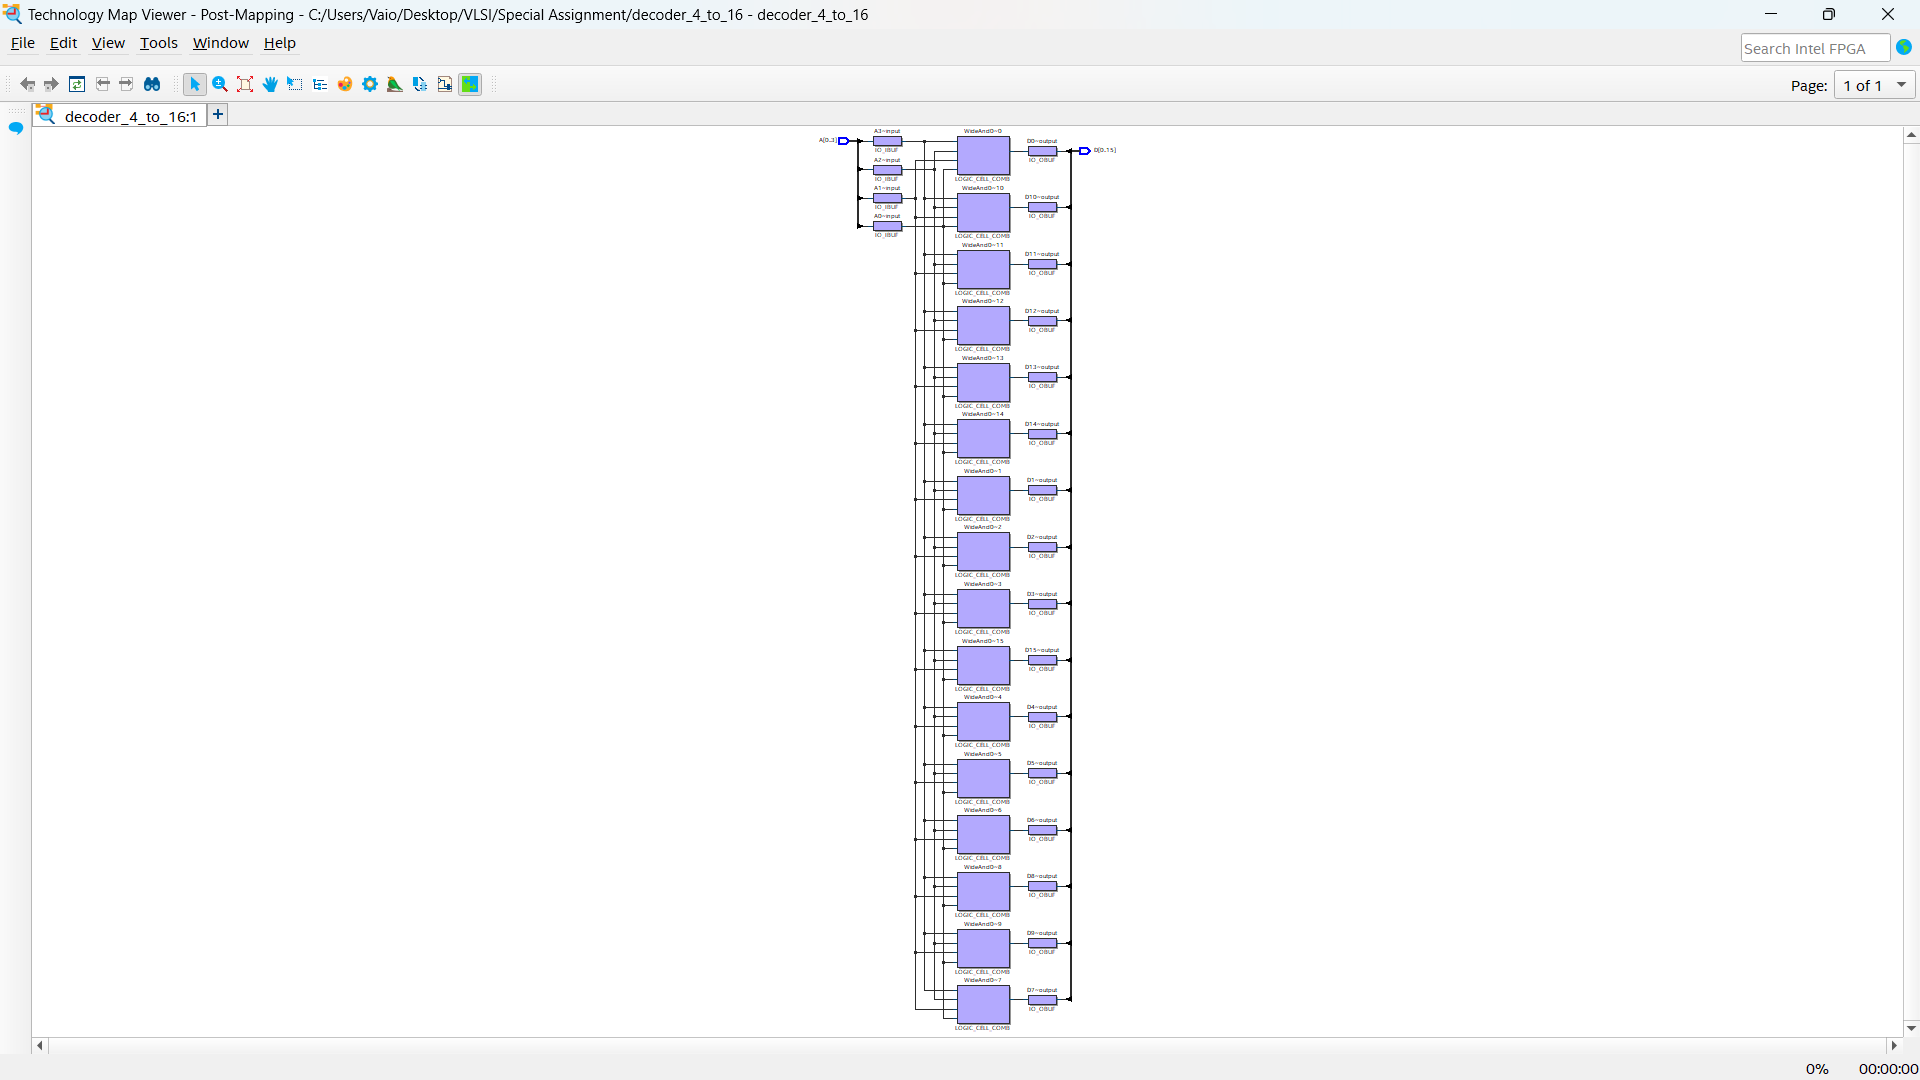 Technology Map Viewer - Post-Mapping - C:/Users/Vaio/Desktop/VLSI/Special Assignment/decoder_4_to_16 - decoder_4_to_16
File Edit View Tools Window Help
Search Intel FPGA
Page: 1 of 1
decoder_4_to_16:1
+
A[0..3]
A3~input
IO_IBUF
A2~input
IO_IBUF
A1~input
IO_IBUF
A0~input
IO_IBUF
WideAnd0~0
LOGIC_CELL_COMB
D0~output
IO_OBUF
D[0..15]
WideAnd0~10
LOGIC_CELL_COMB
D10~output
IO_OBUF
WideAnd0~11
LOGIC_CELL_COMB
D11~output
IO_OBUF
WideAnd0~12
LOGIC_CELL_COMB
D12~output
IO_OBUF
WideAnd0~13
LOGIC_CELL_COMB
D13~output
IO_OBUF
WideAnd0~14
LOGIC_CELL_COMB
D14~output
IO_OBUF
WideAnd0~1
LOGIC_CELL_COMB
D1~output
IO_OBUF
WideAnd0~2
LOGIC_CELL_COMB
D2~output
IO_OBUF
WideAnd0~3
LOGIC_CELL_COMB
D3~output
IO_OBUF
WideAnd0~15
LOGIC_CELL_COMB
D15~output
IO_OBUF
WideAnd0~4
LOGIC_CELL_COMB
D4~output
IO_OBUF
WideAnd0~5
LOGIC_CELL_COMB
D5~output
IO_OBUF
WideAnd0~6
LOGIC_CELL_COMB
D6~output
IO_OBUF
WideAnd0~8
LOGIC_CELL_COMB
D8~output
IO_OBUF
WideAnd0~9
LOGIC_CELL_COMB
D9~output
IO_OBUF
WideAnd0~7
LOGIC_CELL_COMB
D7~output
IO_OBUF
0% 00:00:00